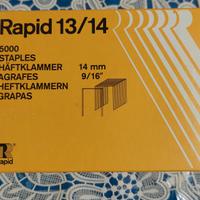 Rapid 13/14
5000
STAPLES
HÄFTKLAMMER
AGRAFES
HEFTKLAMMERN
GRAPAS
14 mm
9/16"
R
Rapid